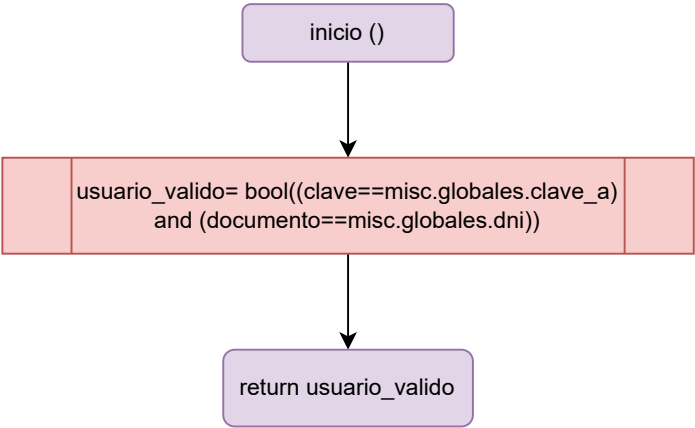 inicio ()
usuario_valido= bool((clave==misc.globales.clave_a)
and (documento==misc.globales.dni))
return usuario_valido